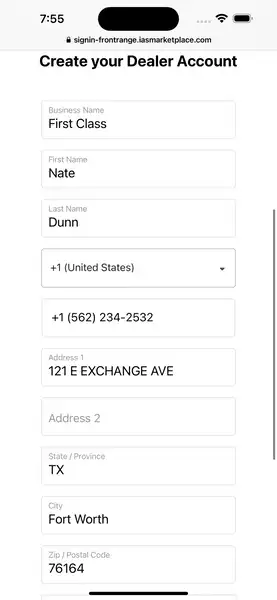 7:55
signin-frontrange.iasmarketplace.com
Create your Dealer Account
Business Name
First Class
First Name
Nate
Last Name
Dunn
+1 (United States)
+1 (562) 234-2532
Address 1
121 E EXCHANGE AVE
Address 2
State / Province
TX
City
Fort Worth
Zip / Postal Code
76164